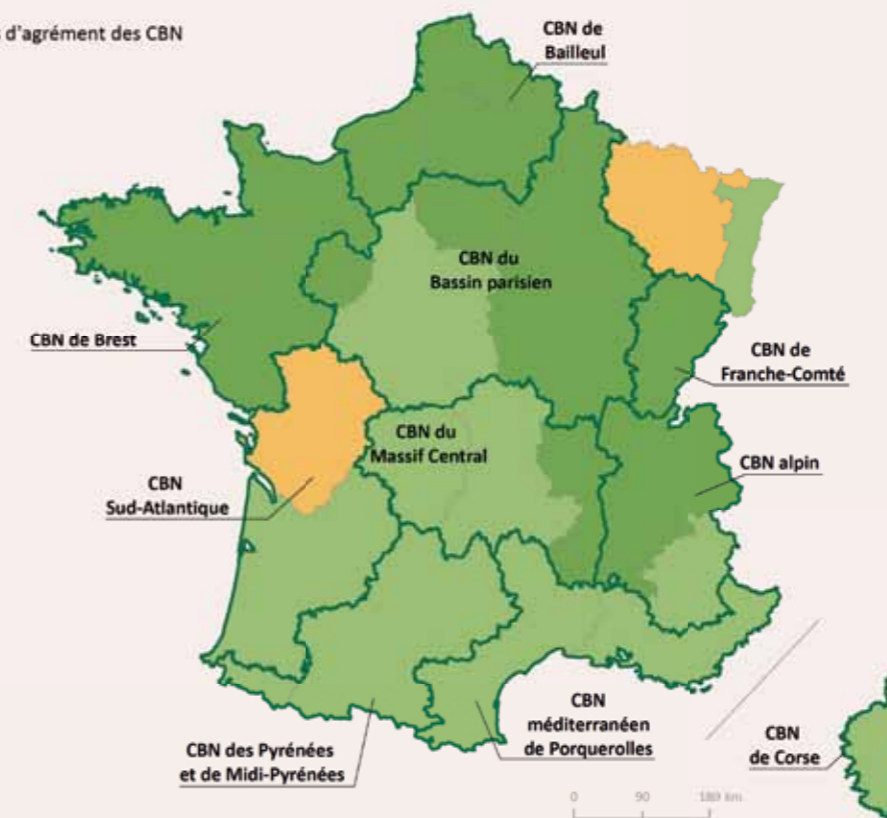 d'agrément des CBN
CBN de
Bailleul
CBN du
Bassin parisien
CBN de Brest
CBN de
Franche-Comté
CBN du
Massif Central
CBN alpin
CBN
Sud-Atlantique
CBN
méditerranéen
de Porquerolles
CBN des Pyrénées
et de Midi-Pyrénées
CBN
de Corse
0 90 180 Km